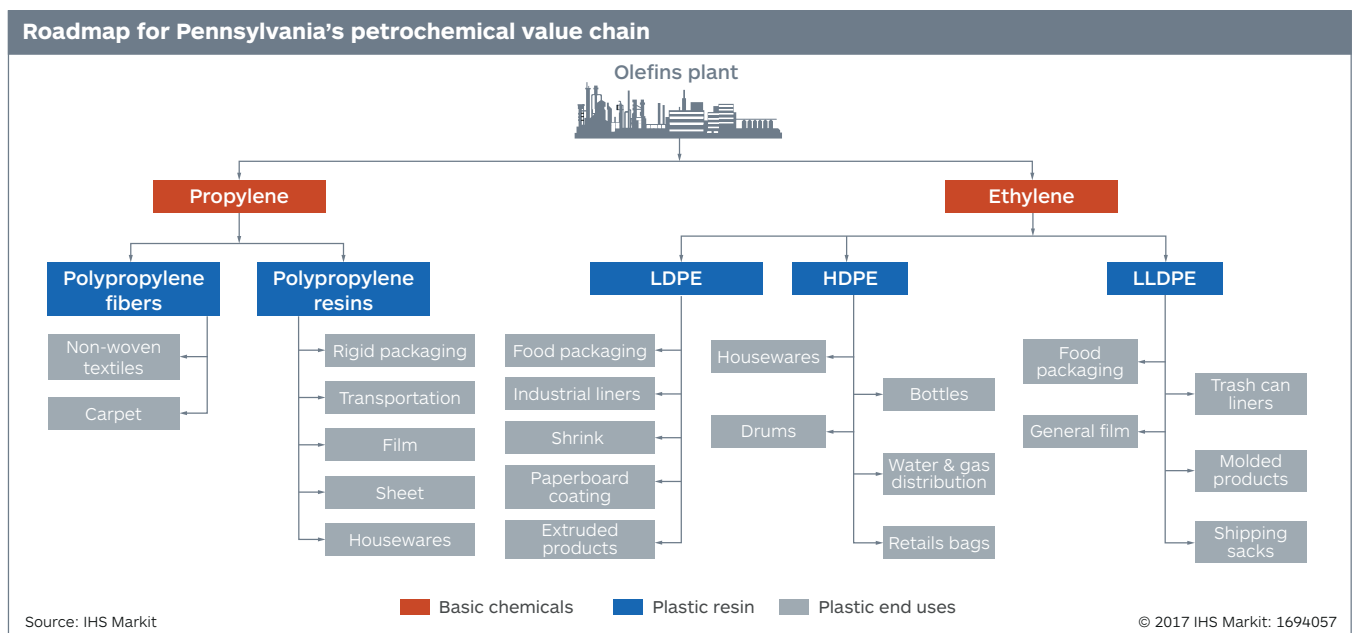 Roadmap for Pennsylvania’s petrochemical value chain
Olefins plant
Propylene
Ethylene
Polypropylene
fibers
Polypropylene
resins
LDPE
HDPE
LLDPE
Non-woven
textiles
Carpet
Rigid packaging
Transportation
Film
Sheet
Housewares
Food packaging
Industrial liners
Shrink
Paperboard
coating
Extruded
products
Housewares
Drums
Bottles
Water & gas
distribution
Retails bags
Food
packaging
General film
Trash can
liners
Molded
products
Shipping
sacks
Basic chemicals
Plastic resin
Plastic end uses
Source: IHS Markit
© 2017 IHS Markit: 1694057